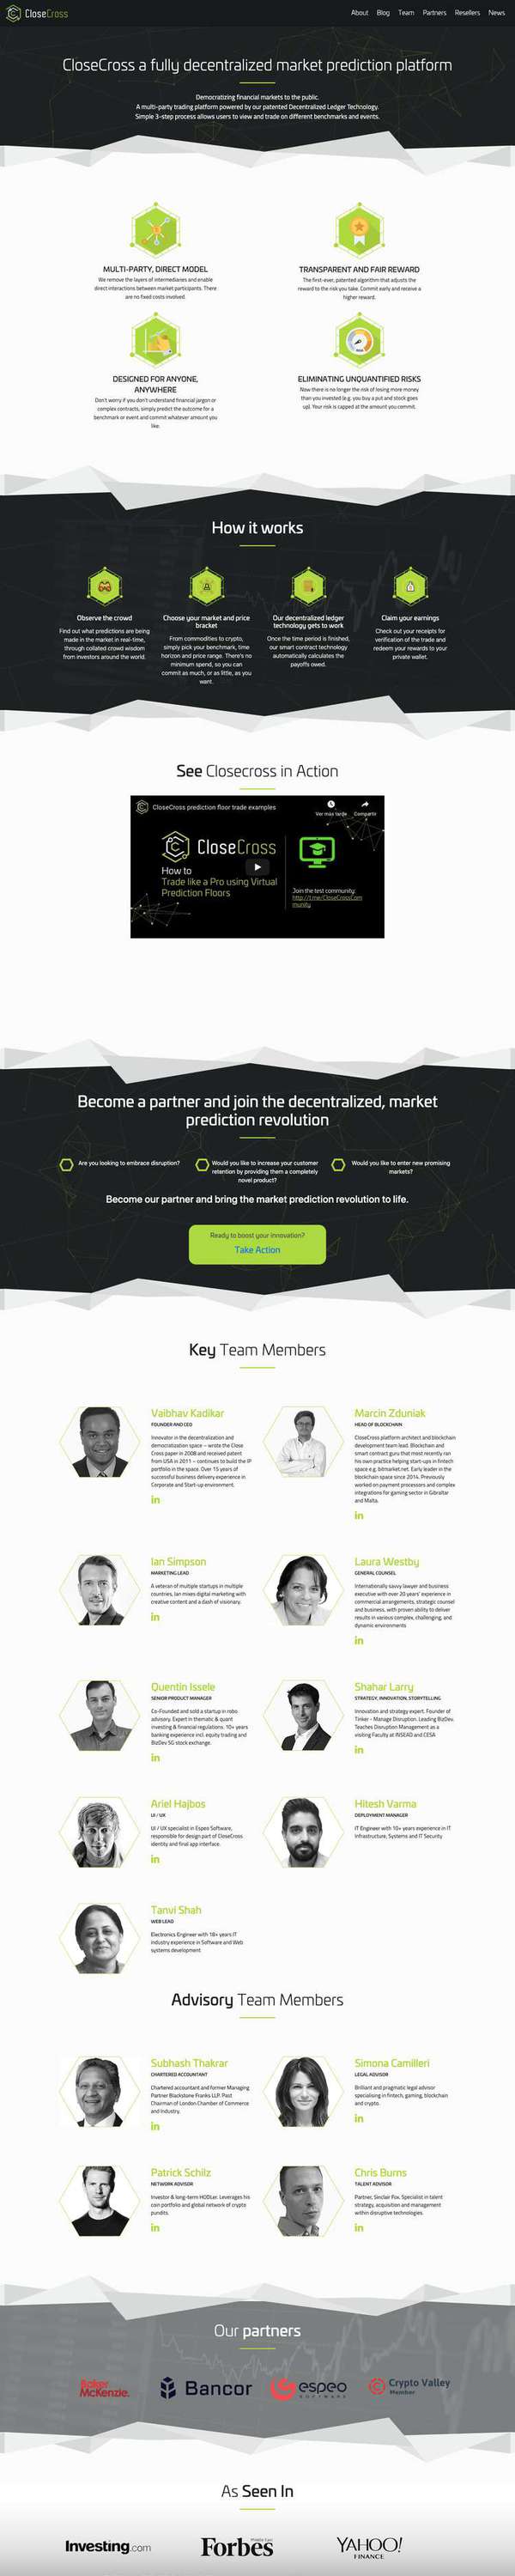 CloseCross
About Blog Team Partners Resellers News
CloseCross a fully decentralized market prediction platform
Democratizing financial markets to the public.
A multi-party trading platform powered by our patented Decentralized Ledger Technology.
Simple 3-step process allows users to view and trade on different benchmarks and events.
MULTI-PARTY, DIRECT MODEL
We remove the layers of intermediaries and enable
direct interactions between market participants. There
are no fixed costs involved.
TRANSPARENT AND FAIR REWARD
The first-ever, patented algorithm that adjusts the
reward to the risk you take. Commit early and receive a
higher reward.
DESIGNED FOR ANYONE,
ANYWHERE
Don't worry if you don't understand financial jargon or
complex contracts, simply predict the outcome for a
benchmark or event and commit whatever amount you
like.
ELIMINATING UNQUANTIFIED RISKS
Now there is no longer the risk of losing more money
than you invested (e.g. you buy a put and stock goes
up). Your risk is capped at the amount you commit.
How it works
Observe the crowd
Find out what predictions are being
made in the market in real-time,
through collated crowd wisdom
from investors around the world.
Choose your market and price
bracket
From commodities to crypto,
simply pick your benchmark, time
horizon and price range. There's no
minimum spend, so you can
commit as much, or as little, as you
want.
Our decentralized ledger
technology gets to work
Once the time period is finished,
our smart contract technology
automatically calculates the
payoffs owed.
Claim your earnings
Check out your receipts for
verification of the trade and
redeem your rewards to your
private wallet.
See Closecross in Action
CloseCross prediction floor trade examples
Ver más tarde Compartir
CloseCross
How to
Trade like a Pro using Virtual
Prediction Floors
Join the test community:
http://t.me/CloseCrossCom
munity
Become a partner and join the decentralized, market
prediction revolution
Are you looking to embrace disruption?
Would you like to increase your customer
retention by providing them a completely
novel product?
Would you like to enter new promising
markets?
Become our partner and bring the market prediction revolution to life.
Ready to boost your innovation?
Take Action
Key Team Members
Vaibhav Kadikar
FOUNDER AND CEO
Innovator in the decentralization and
democratization space – wrote the Close
Cross paper in 2008 and received patent
from USA in 2011 – continues to build the IP
portfolio in the space. Over 15 years of
successful business delivery experience in
Corporate and Start-up environment.
in
Marcin Zduniak
HEAD OF BLOCKCHAIN
CloseCross platform architect and blockchain
development team lead. Blockchain and
smart contract guru that most recently ran
his own practice helping start-ups in fintech
space e.g. bitmarket.net. Early leader in the
blockchain space since 2014. Previously
worked on payment processors and complex
integrations for gaming sector in Gibraltar
and Malta.
in
Ian Simpson
MARKETING LEAD
A veteran of multiple startups in multiple
countries, Ian mixes digital marketing with
creative content and a dash of visionary.
in
Laura Westby
GENERAL COUNSEL
Internationally savvy lawyer and business
executive with over 20 years' experience in
commercial arrangements, strategic counsel
and business, with proven ability to deliver
results in various complex, challenging, and
dynamic environments
in
Quentin Issele
SENIOR PRODUCT MANAGER
Co-Founded and sold a startup in robo
advisory. Expert in thematic & quant
investing & financial regulations. 10+ years
banking experience incl. equity trading and
BizDev SG stock exchange.
in
Shahar Larry
STRATEGY, INNOVATION, STORYTELLING
Innovation and strategy expert. Founder of
Tinker - Manage Disruption. Leading BizDev.
Teaches Disruption Management as a
visiting Faculty at INSEAD and CESA
in
Ariel Hajbos
UI / UX
UI / UX specialist in Espeo Software,
responsible for design part of CloseCross
identity and final app interface.
in
Hitesh Varma
DEPLOYMENT MANAGER
IT Engineer with 10+ years experience in IT
Infrastructure, Systems and IT Security
Tanvi Shah
WEB LEAD
Electronics Engineer with 18+ years IT
industry experience in Software and Web
systems development
Advisory Team Members
Subhash Thakrar
CHARTERED ACCOUNTANT
Chartered accountant and former Managing
Partner Blackstone Franks LLP. Past
Chairman of London Chamber of Commerce
and Industry.
in
Simona Camilleri
LEGAL ADVISOR
Brilliant and pragmatic legal advisor
specialising in fintech, gaming, blockchain
and crypto.
in
Patrick Schilz
NETWORK ADVISOR
Investor & long-term HODLer. Leverages his
coin portfolio and global network of crypto
pundits.
in
Chris Burns
TALENT ADVISOR
Partner, Sinclair Fox. Specialist in talent
strategy, acquisition and management
within disruptive technologies.
in
Our partners
Baker
McKenzie.
Bancor
espeo
SOFTWARE
Crypto Valley
Member
As Seen In
Investing.com
Forbes
Middle East
YAHOO!
FINANCE